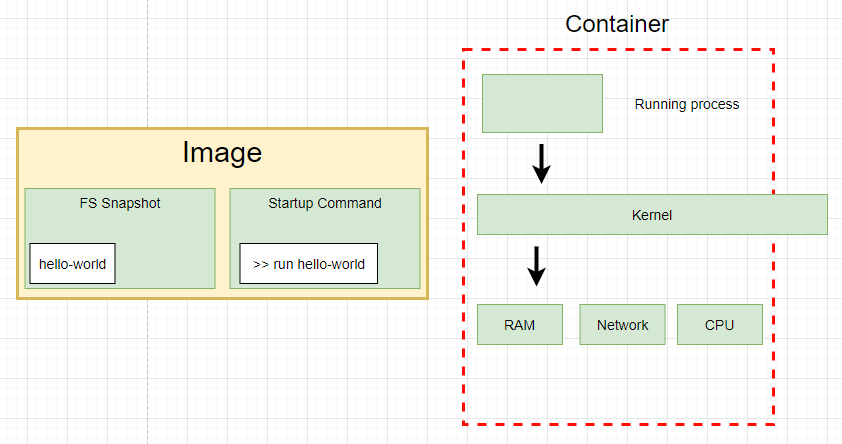 Container
Running process
Image
FS Snapshot
Startup Command
hello-world
>> run hello-world
Kernel
RAM
Network
CPU